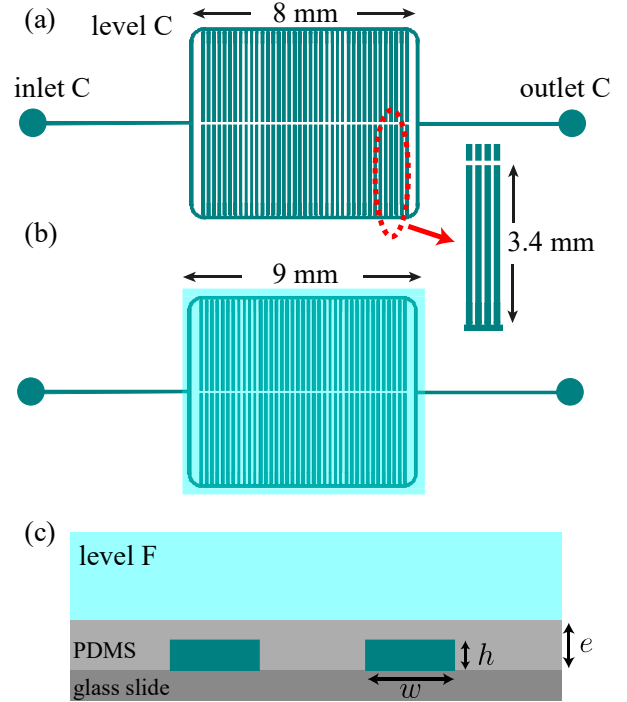 (a)
level C
8 mm
inlet C
outlet C
3.4 mm
(b)
9 mm
(c)
level F
PDMS
h
e
w
glass slide